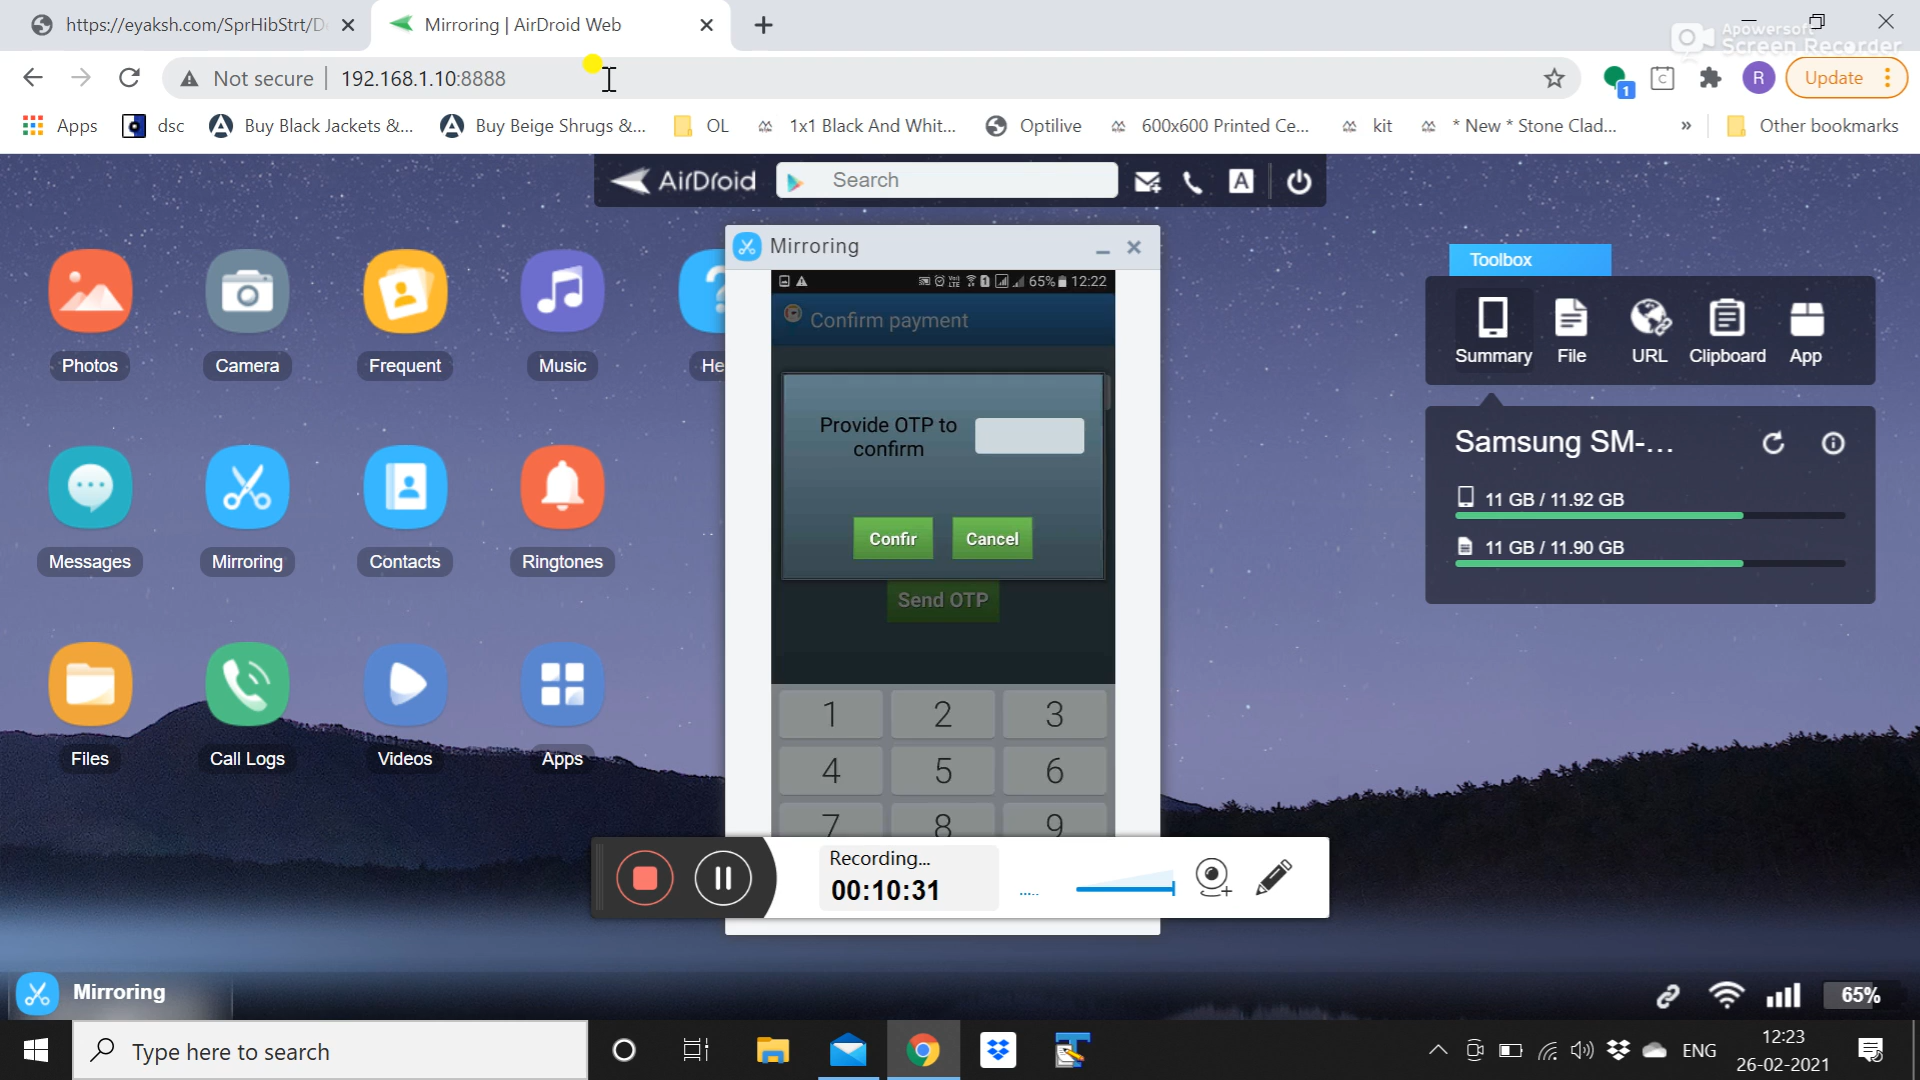 https://eyaksh.com/SprHibStrt/D
Mirroring | AirDroid Web
Apowersoft
Screen Recorder
Not secure
192.168.1.10:8888
1
C
R
Update
Apps
dsc
Buy Black Jackets &...
Buy Beige Shrugs &...
OL
1x1 Black And Whit...
Optilive
600x600 Printed Ce...
kit
* New * Stone Clad...
»
Other bookmarks
AirDroid
Search
A
Mirroring
65% 12:22
Confirm payment
Provide OTP to
confirm
Confir
Cancel
Send OTP
1 2 3
4 5 6
7 8 9
Photos
Camera
Frequent
Music
He
Messages
Mirroring
Contacts
Ringtones
Files
Call Logs
Videos
Apps
Toolbox
Summary
File
URL
Clipboard
App
Samsung SM-...
11 GB / 11.92 GB
11 GB / 11.90 GB
Recording...
00:10:31
.....
Mirroring
65%
Type here to search
ENG
12:23
26-02-2021